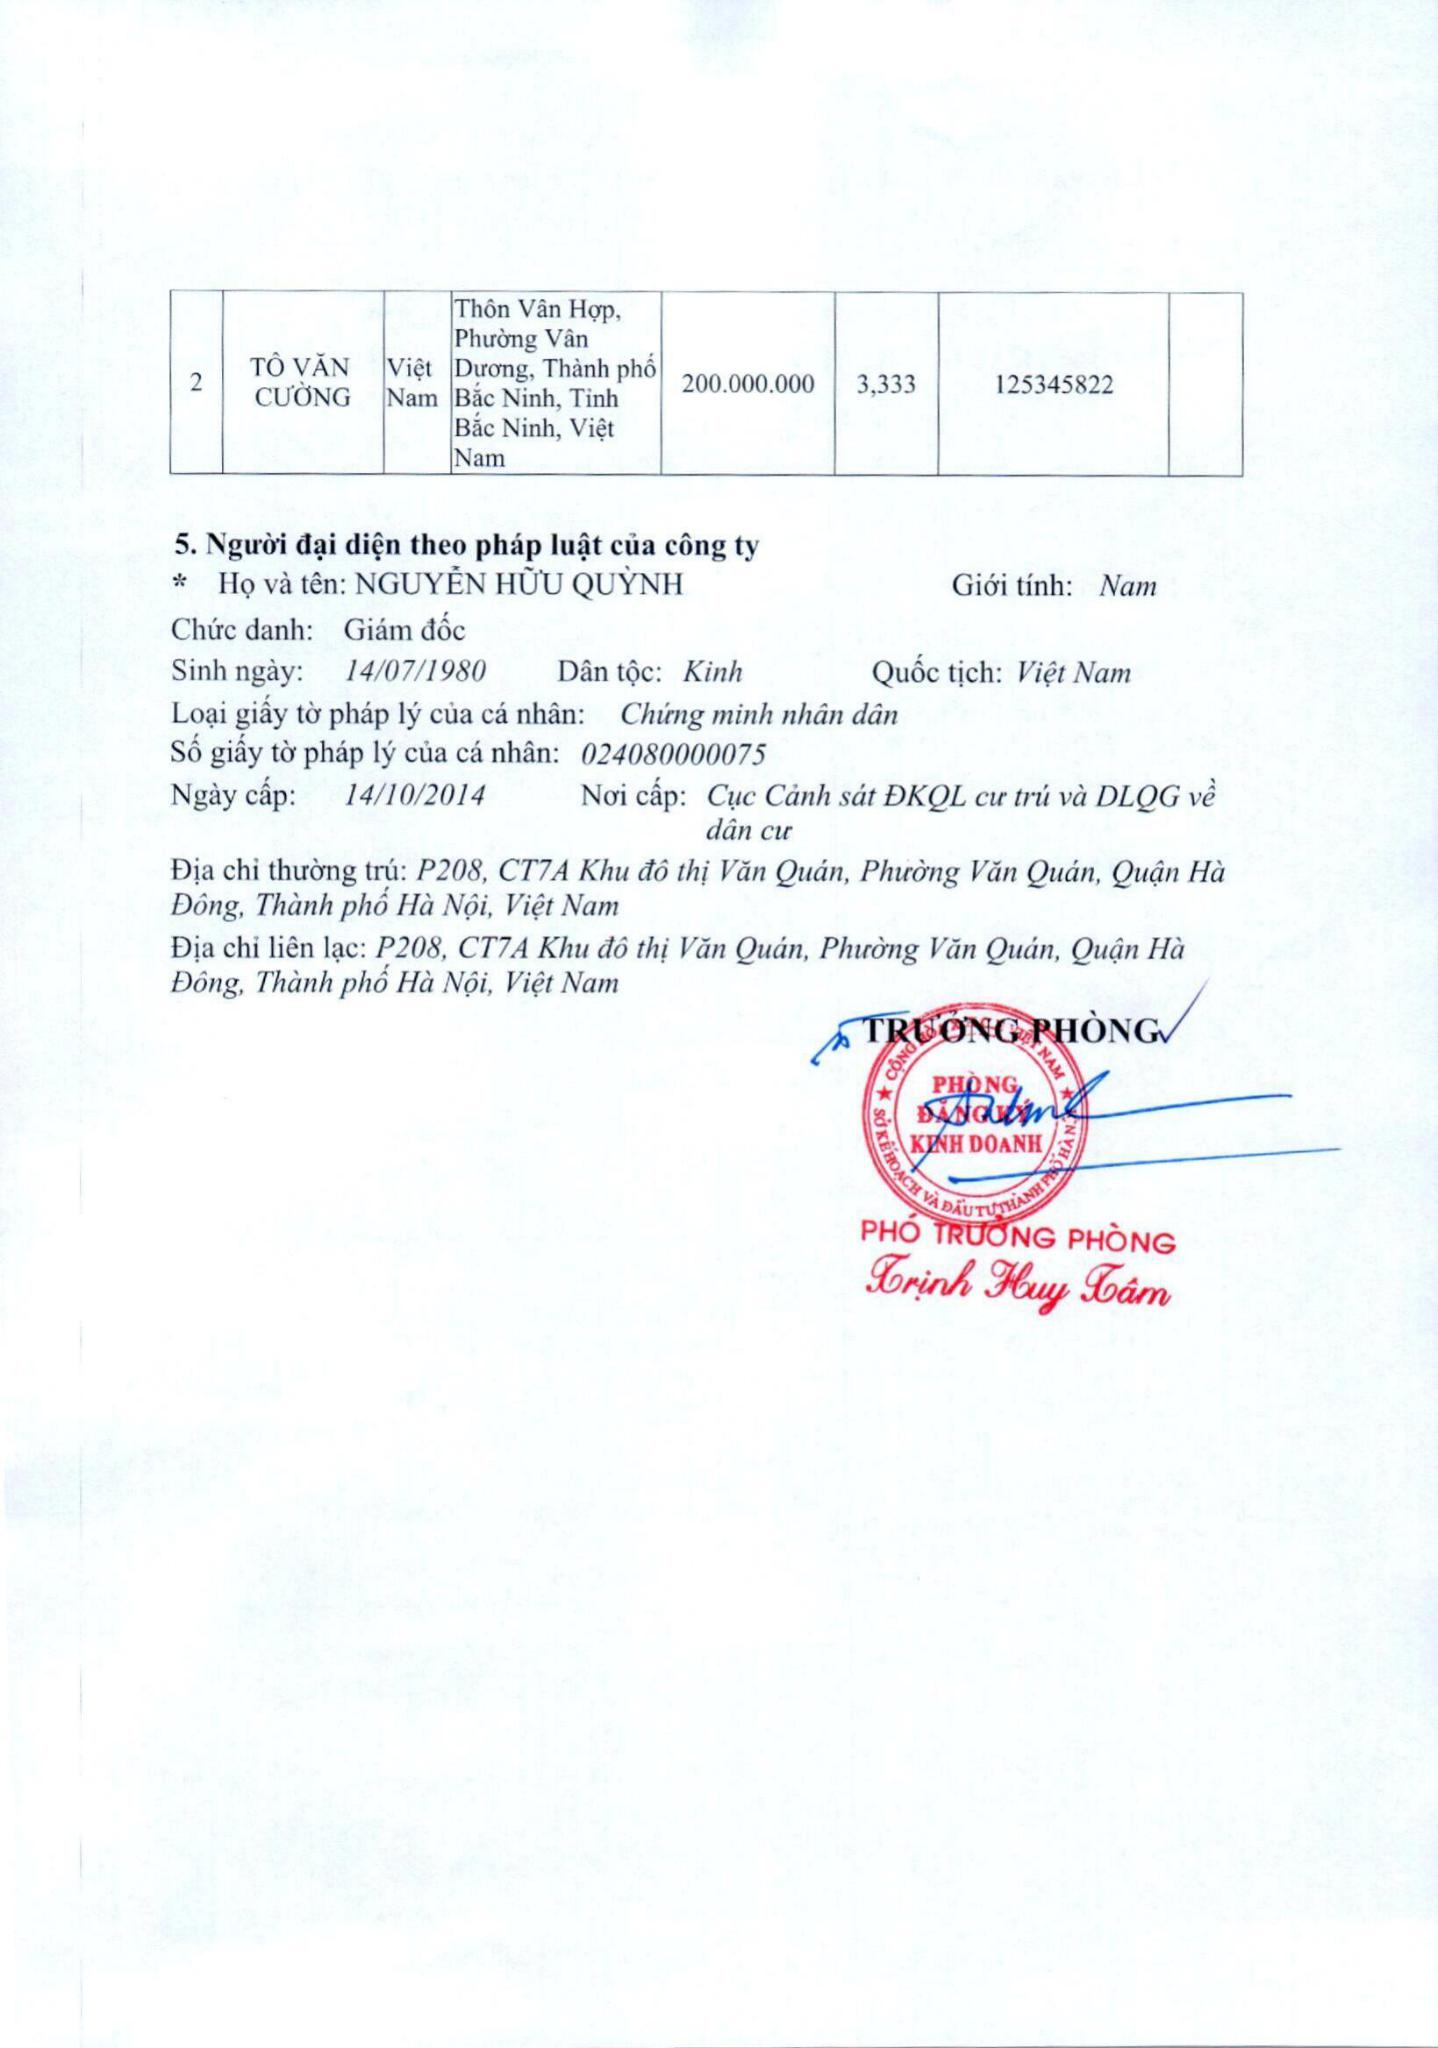 2
TÔ VĂN
CƯỜNG
Việt
Nam
Thôn Vân Hợp,
Phường Vân
Dương, Thành phố
Bắc Ninh, Tỉnh
Bắc Ninh, Việt
Nam
200.000.000
3,333
125345822
5. Người đại diện theo pháp luật của công ty
* Họ và tên: NGUYỄN HỮU QUỲNH Giới tính: Nam
Chức danh: Giám đốc
Sinh ngày: 14/07/1980 Dân tộc: Kinh Quốc tịch: Việt Nam
Loại giấy tờ pháp lý của cá nhân: Chứng minh nhân dân
Số giấy tờ pháp lý của cá nhân: 024080000075
Ngày cấp: 14/10/2014 Nơi cấp: Cục Cảnh sát ĐKQL cư trú và DLQG về
dân cư
Địa chỉ thường trú: P208, CT7A Khu đô thị Văn Quán, Phường Văn Quán, Quận Hà
Đông, Thành phố Hà Nội, Việt Nam
Địa chỉ liên lạc: P208, CT7A Khu đô thị Văn Quán, Phường Văn Quán, Quận Hà
Đông, Thành phố Hà Nội, Việt Nam
TRƯỞNG PHÒNG
PHÒNG
ĐĂNG KÝ
KINH DOANH
SỞ KẾ HOẠCH VÀ ĐẦU TƯ THÀNH PHỐ HÀ NỘI
PHÓ TRƯỞNG PHÒNG
Trịnh Huy Tâm